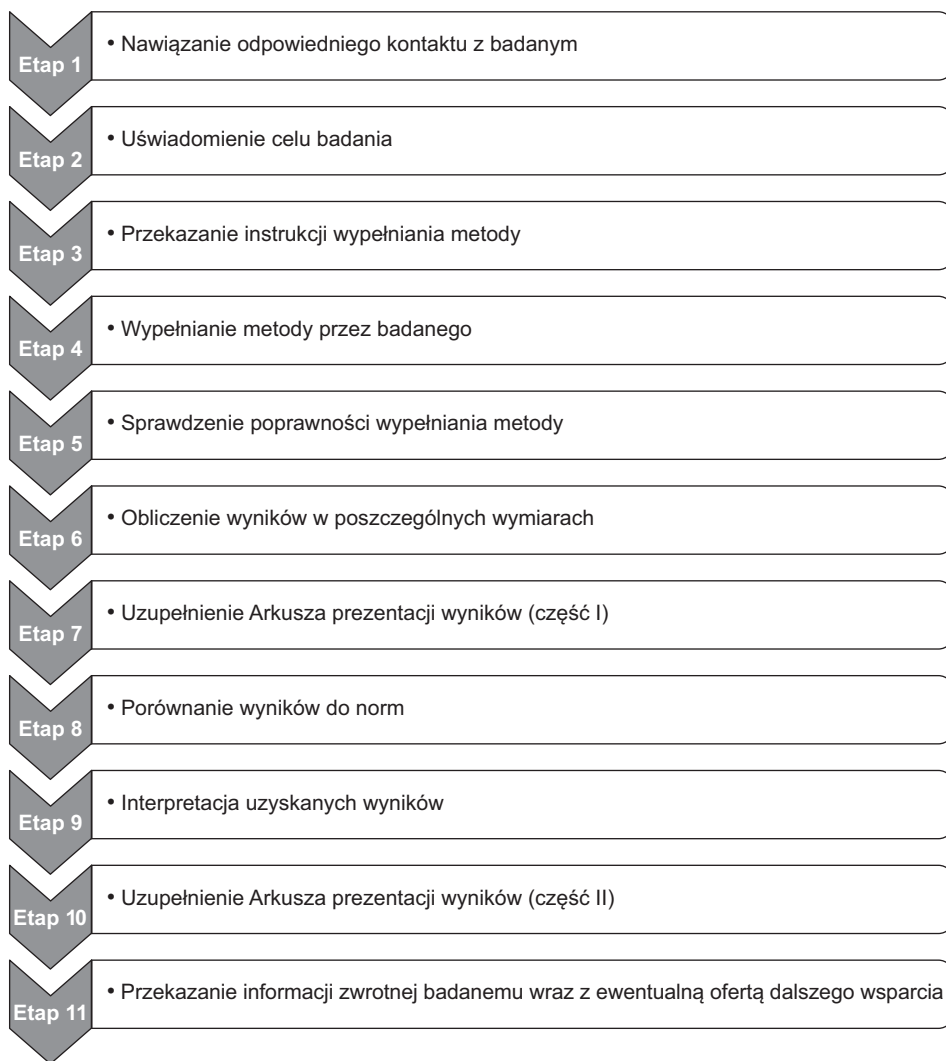 Etap 1
• Nawiązanie odpowiedniego kontaktu z badanym
Etap 2
• Uświadomienie celu badania
Etap 3
• Przekazanie instrukcji wypełniania metody
Etap 4
• Wypełnianie metody przez badanego
Etap 5
• Sprawdzenie poprawności wypełniania metody
Etap 6
• Obliczenie wyników w poszczególnych wymiarach
Etap 7
• Uzupełnienie Arkusza prezentacji wyników (część I)
Etap 8
• Porównanie wyników do norm
Etap 9
• Interpretacja uzyskanych wyników
Etap 10
• Uzupełnienie Arkusza prezentacji wyników (część II)
Etap 11
• Przekazanie informacji zwrotnej badanemu wraz z ewentualną ofertą dalszego wsparcia